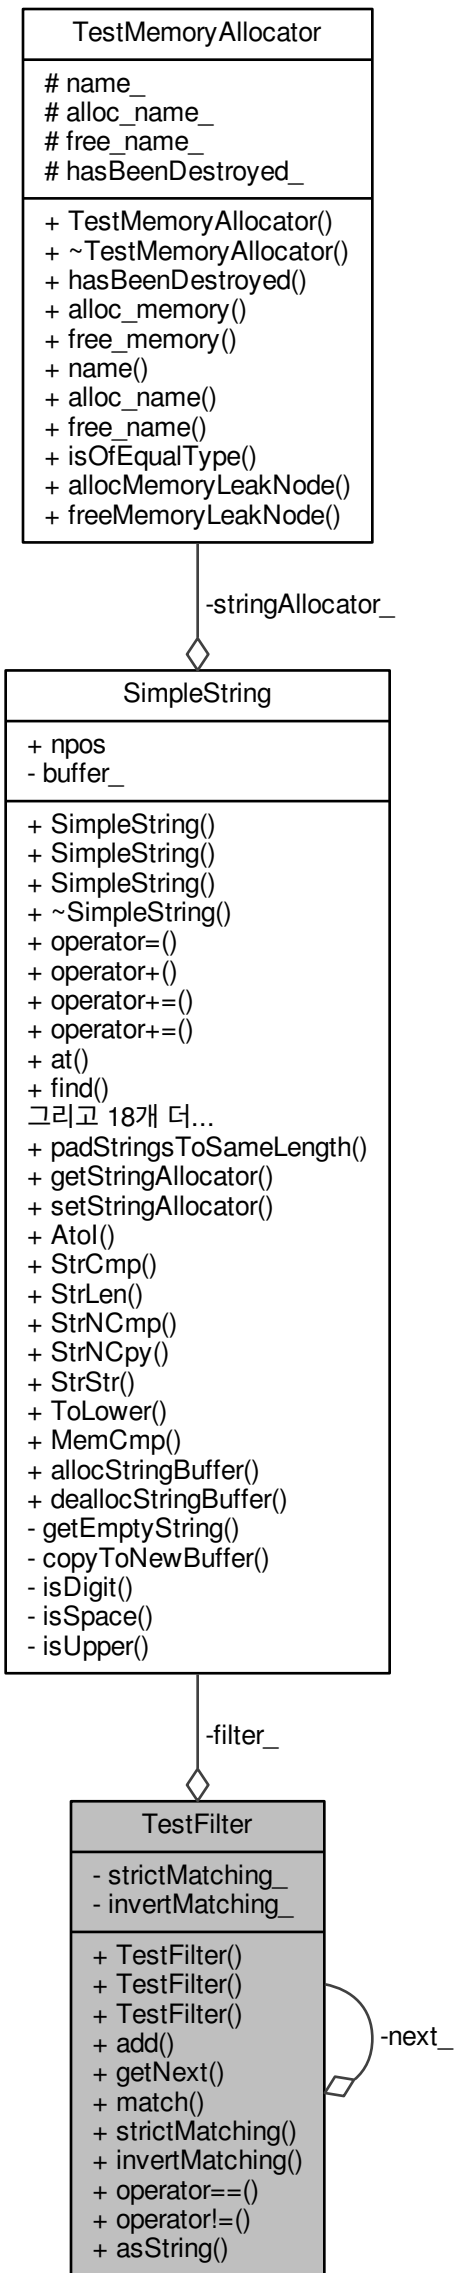 TestMemoryAllocator
# name_
# alloc_name_
# free_name_
# hasBeenDestroyed_
+ TestMemoryAllocator()
+ ~TestMemoryAllocator()
+ hasBeenDestroyed()
+ alloc_memory()
+ free_memory()
+ name()
+ alloc_name()
+ free_name()
+ isOfEqualType()
+ allocMemoryLeakNode()
+ freeMemoryLeakNode()
-stringAllocator_
SimpleString
+ npos
- buffer_
+ SimpleString()
+ SimpleString()
+ SimpleString()
+ ~SimpleString()
+ operator=()
+ operator+()
+ operator+=()
+ operator+=()
+ at()
+ find()
그리고 18개 더...
+ padStringsToSameLength()
+ getStringAllocator()
+ setStringAllocator()
+ AtoI()
+ StrCmp()
+ StrLen()
+ StrNCmp()
+ StrNCpy()
+ StrStr()
+ ToLower()
+ MemCmp()
+ allocStringBuffer()
+ deallocStringBuffer()
- getEmptyString()
- copyToNewBuffer()
- isDigit()
- isSpace()
- isUpper()
-filter_
TestFilter
- strictMatching_
- invertMatching_
+ TestFilter()
+ TestFilter()
+ TestFilter()
+ add()
+ getNext()
+ match()
+ strictMatching()
+ invertMatching()
+ operator==()
+ operator!=()
+ asString()
-next_